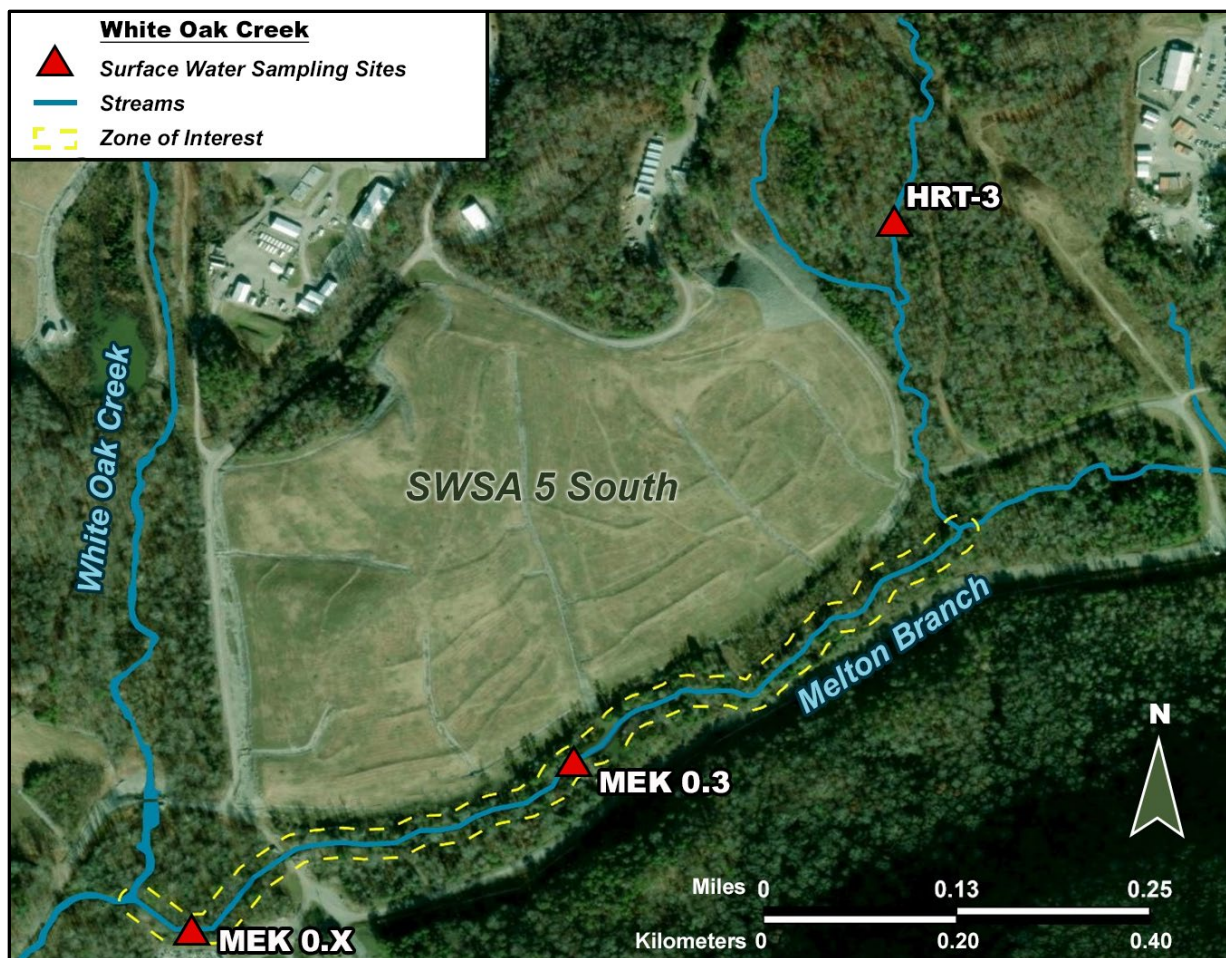 White Oak Creek
Surface Water Sampling Sites
Streams
Zone of Interest
HRT-3
White Oak Creek
SWSA 5 South
Melton Branch
MEK 0.3
N
Miles 0 0.13 0.25
MEK 0.X
Kilometers 0 0.20 0.40